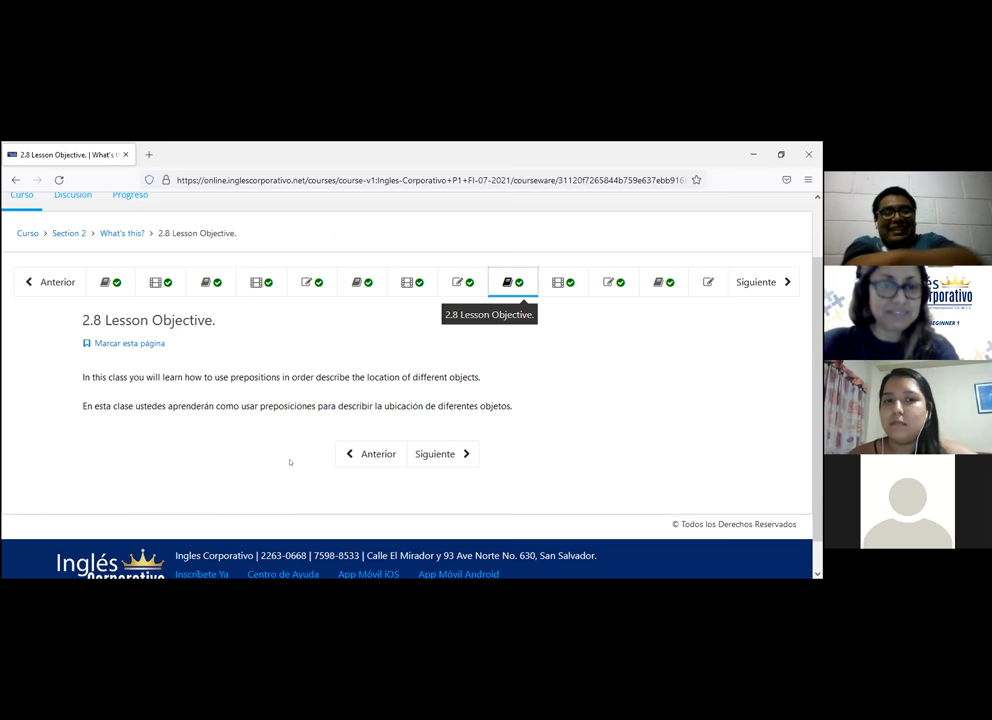 2.8 Lesson Objective. | What's t
https://online.inglescorporativo.net/courses/course-v1:Ingles-Corporativo+P1+FI-07-2021/courseware/31120f7265844b759e637ebb916
Curso Discusión Progreso
Curso > Section 2 > What's this? > 2.8 Lesson Objective.
Anterior
Siguiente
2.8 Lesson Objective.
2.8 Lesson Objective.
Marcar esta página
In this class you will learn how to use prepositions in order describe the location of different objects.
En esta clase ustedes aprenderán como usar preposiciones para describir la ubicación de diferentes objetos.
Anterior Siguiente
© Todos los Derechos Reservados
Inglés
Corporativo
Ingles Corporativo | 2263-0668 | 7598-8533 | Calle El Mirador y 93 Ave Norte No. 630, San Salvador.
Inscríbete Ya Centro de Ayuda App Móvil iOS App Móvil Android
és
rporativo
BEGINNER 1